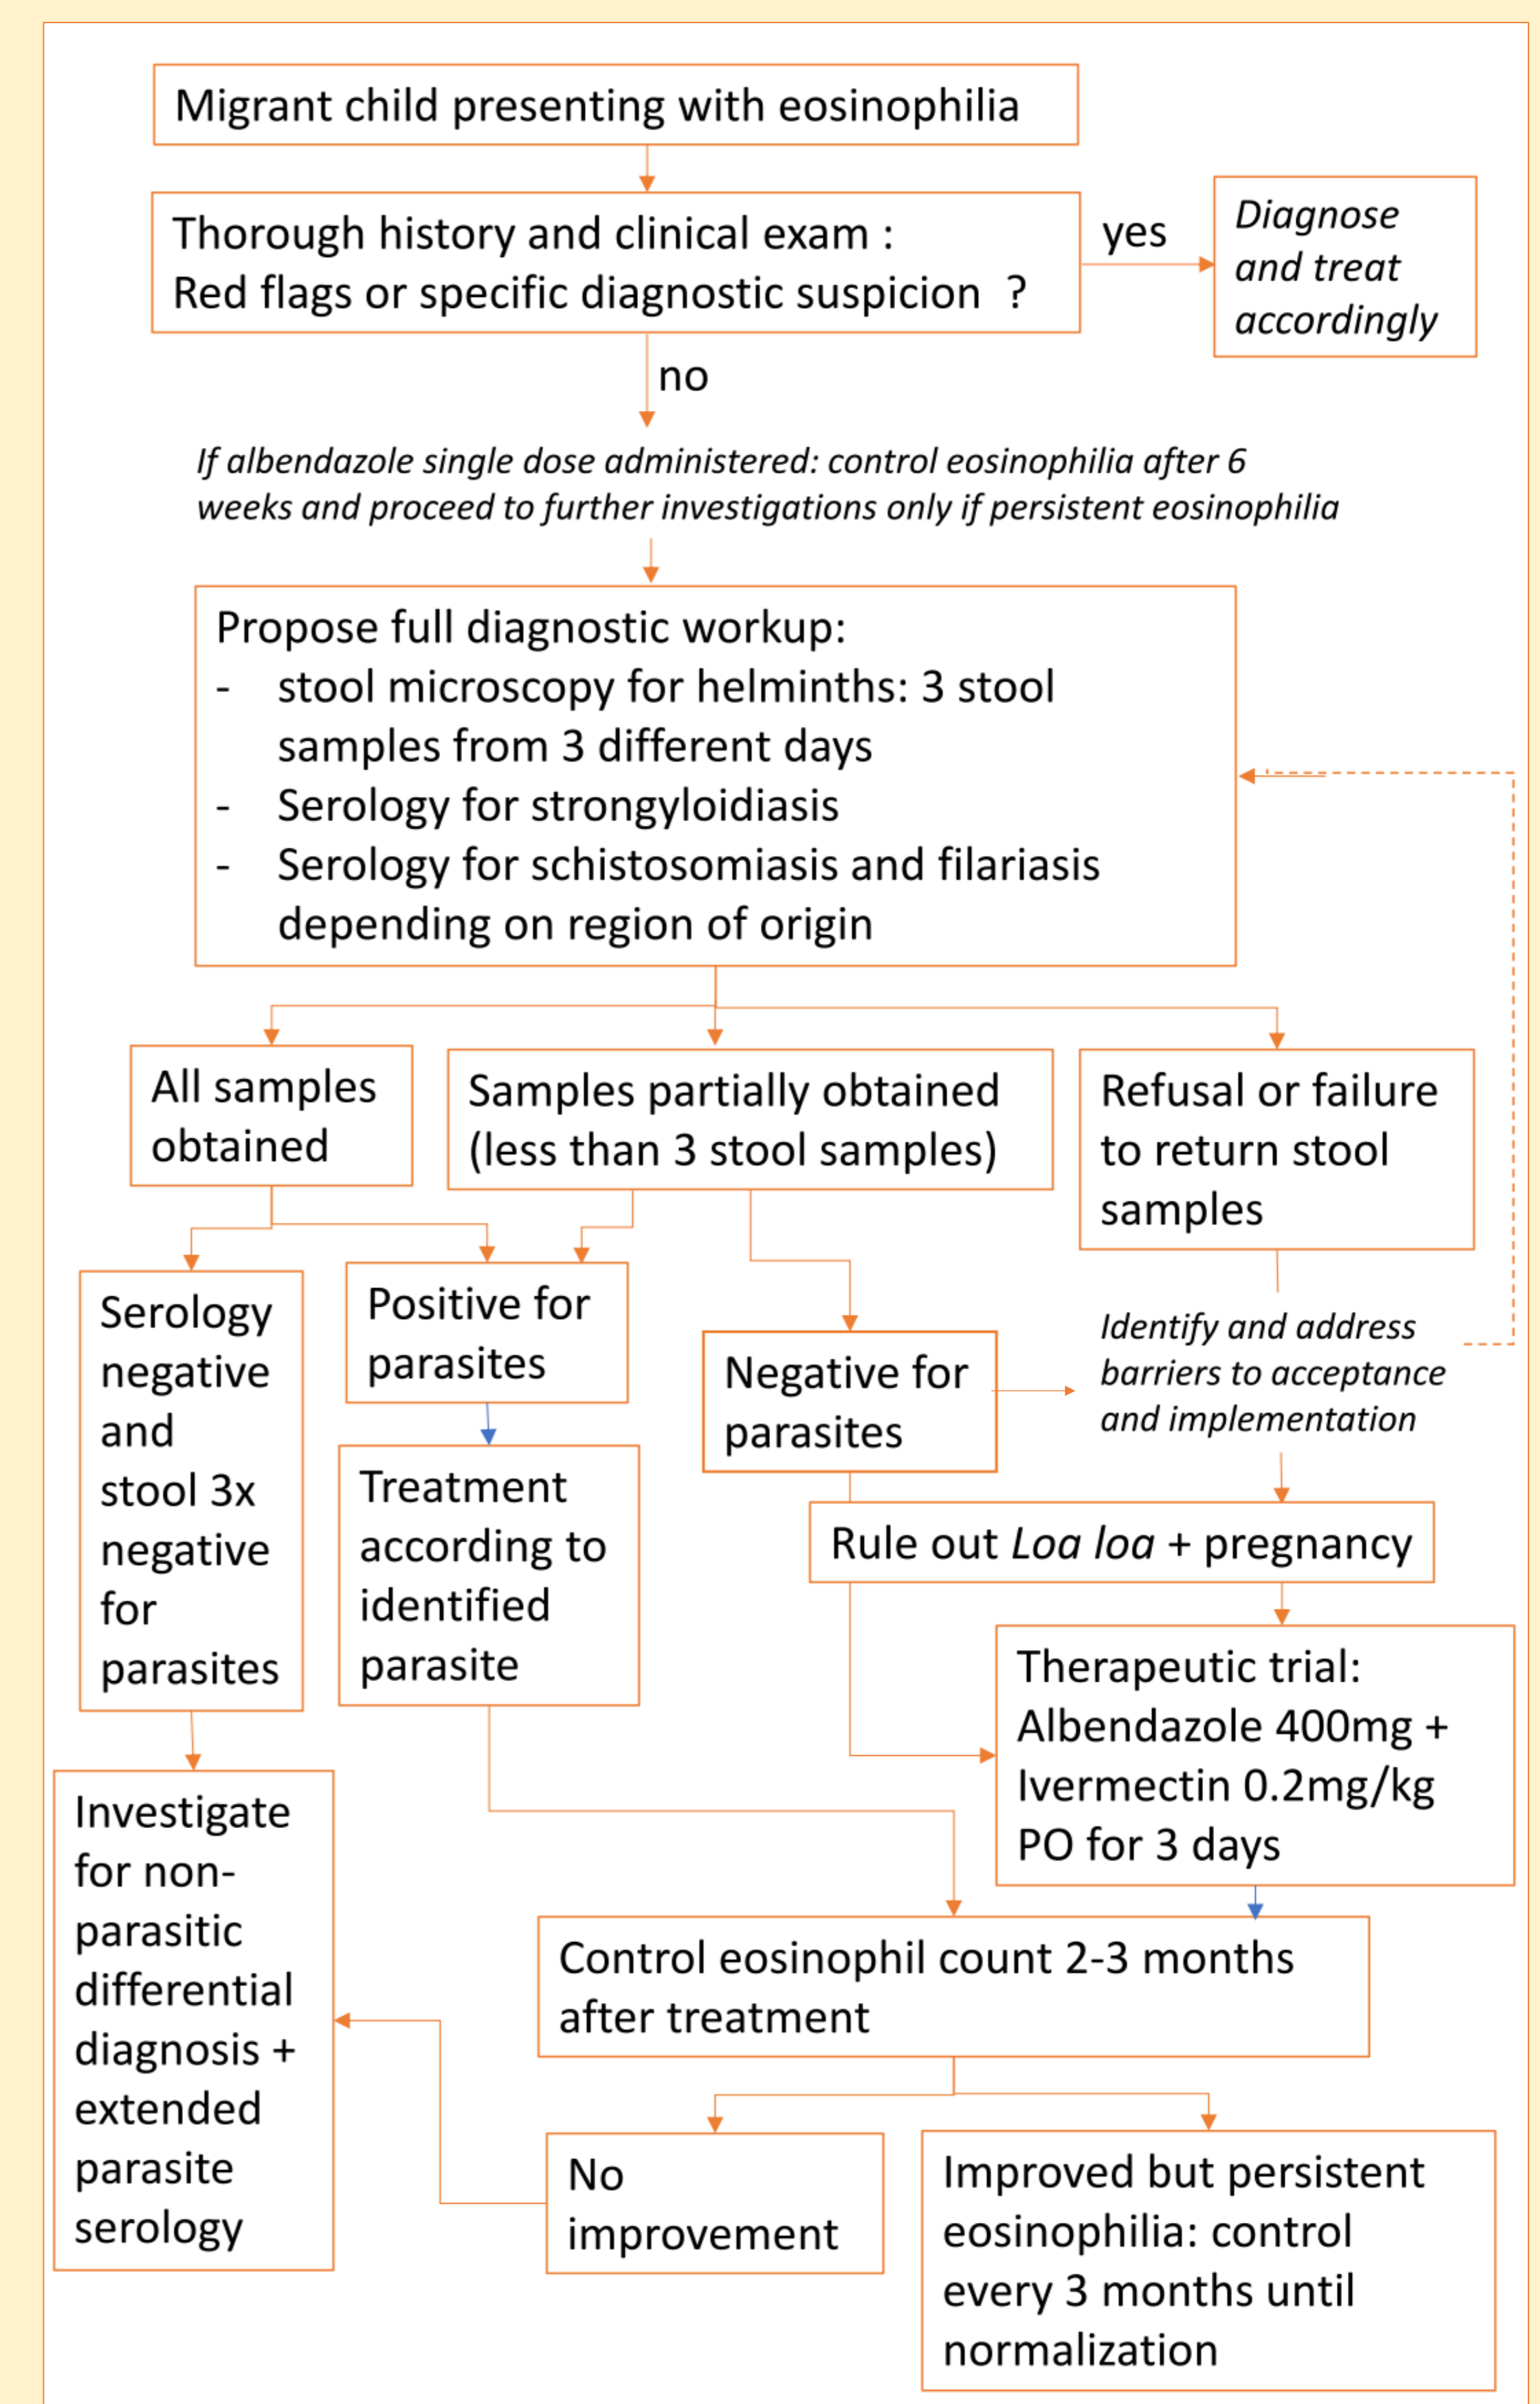 Migrant child presenting with eosinophilia
Thorough history and clinical exam :
Red flags or specific diagnostic suspicion ?
yes
Diagnose
and treat
accordingly
no
If albendazole single dose administered: control eosinophilia after 6
weeks and proceed to further investigations only if persistent eosinophilia
Propose full diagnostic workup:
- stool microscopy for helminths: 3 stool
samples from 3 different days
- Serology for strongyloidiasis
- Serology for schistosomiasis and filariasis
depending on region of origin
All samples
obtained
Samples partially obtained
(less than 3 stool samples)
Refusal or failure
to return stool
samples
Serology
negative
and
stool 3x
negative
for
parasites
Positive for
parasites
Negative for
parasites
Identify and address
barriers to acceptance
and implementation
Treatment
according to
identified
parasite
Rule out Loa loa + pregnancy
Therapeutic trial:
Albendazole 400mg +
Ivermectin 0.2mg/kg
PO for 3 days
Investigate
for non-
parasitic
differential
diagnosis +
extended
parasite
serology
Control eosinophil count 2-3 months
after treatment
No
improvement
Improved but persistent
eosinophilia: control
every 3 months until
normalization